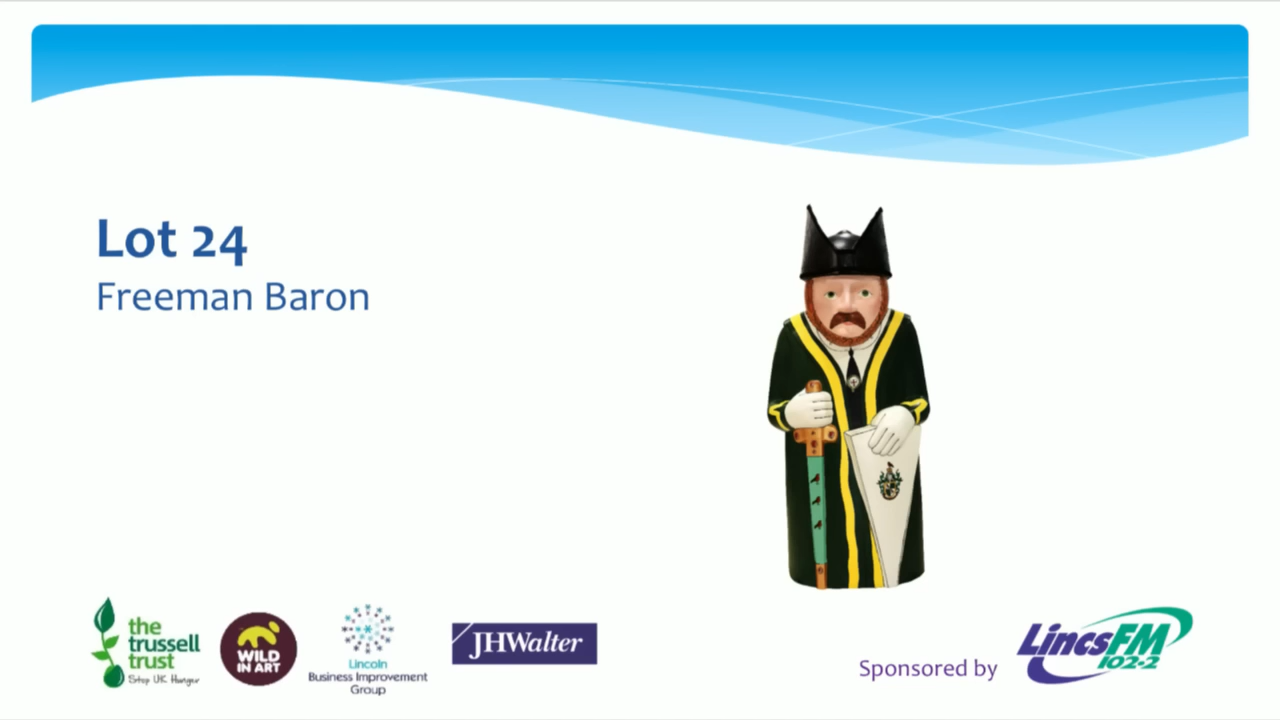 Lot 24
Freeman Baron
the
trussell
trust
Stop UK Hunger
WILD
IN ART
Lincoln
Business Improvement
Group
JHWalter
Sponsored by
LincsFM
102·2